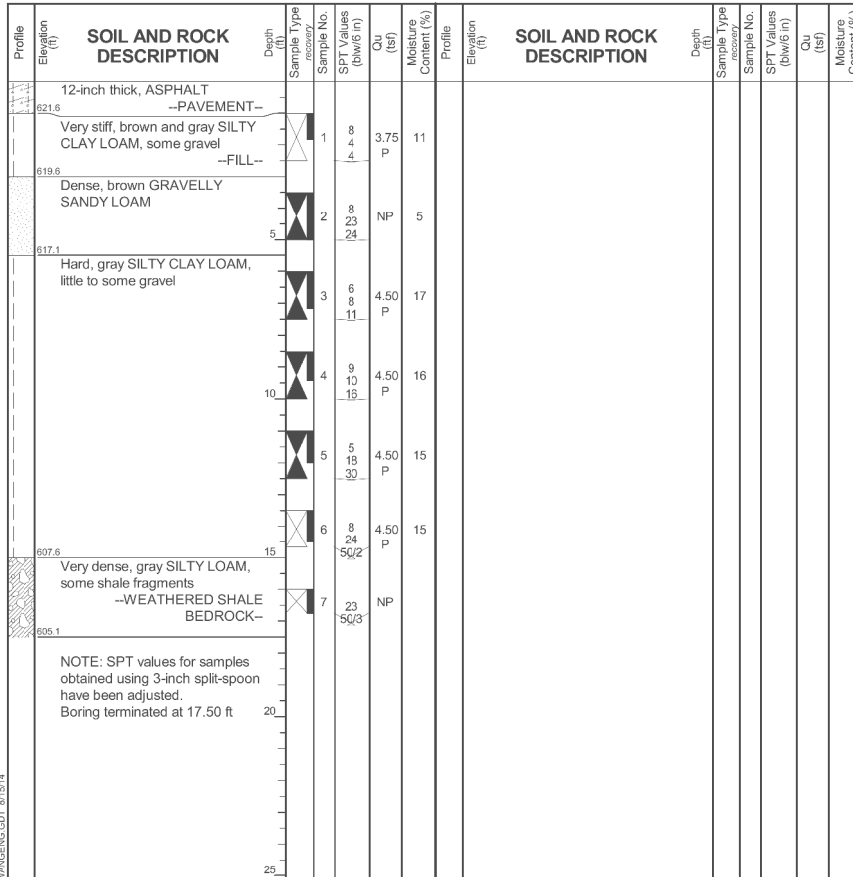 Profile
Elevation (ft)
SOIL AND ROCK DESCRIPTION
Depth (ft)
Sample Type recovery
Sample No.
SPT Values (blw/6 in)
Qu (tsf)
Moisture Content (%)
Profile
Elevation (ft)
SOIL AND ROCK DESCRIPTION
Depth (ft)
Sample Type recovery
Sample No.
SPT Values (blw/6 in)
Qu (tsf)
Moisture Content (%)
12-inch thick, ASPHALT
--PAVEMENT--
621.6
Very stiff, brown and gray SILTY
CLAY LOAM, some gravel
--FILL--
1
8
4
4
3.75
P
11
619.6
Dense, brown GRAVELLY
SANDY LOAM
5
2
8
23
24
NP
5
617.1
Hard, gray SILTY CLAY LOAM,
little to some gravel
3
6
8
11
4.50
P
17
10
4
9
10
16
4.50
P
16
5
5
18
30
4.50
P
15
6
8
24
50/2
4.50
P
15
607.6
15
Very dense, gray SILTY LOAM,
some shale fragments
--WEATHERED SHALE
BEDROCK--
7
23
50/3
NP
605.1
NOTE: SPT values for samples
obtained using 3-inch split-spoon
have been adjusted.
Boring terminated at 17.50 ft
20
25
WANGENG.GDT 8/15/14